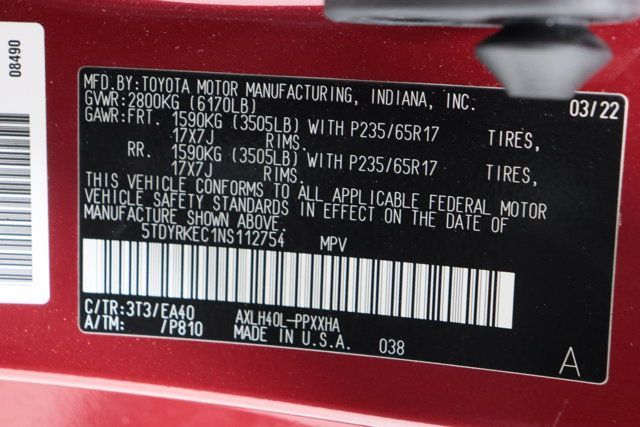 08490
MFD.BY:TOYOTA MOTOR MANUFACTURING, INDIANA, INC.
GVWR:2800KG (6170LB) 03/22
GAWR:FRT. 1590KG (3505LB) WITH P235/65R17 TIRES,
17X7J RIMS.
RR. 1590KG (3505LB) WITH P235/65R17 TIRES,
17X7J RIMS.
THIS VEHICLE CONFORMS TO ALL APPLICABLE FEDERAL MOTOR
VEHICLE SAFETY STANDARDS IN EFFECT ON THE DATE OF
MANUFACTURE SHOWN ABOVE.
5TDYRKEC1NS112754 MPV
C/TR:3T3/EA40 AXLH40L-PPXXHA
A/TM: /P810 MADE IN U.S.A. 038
A